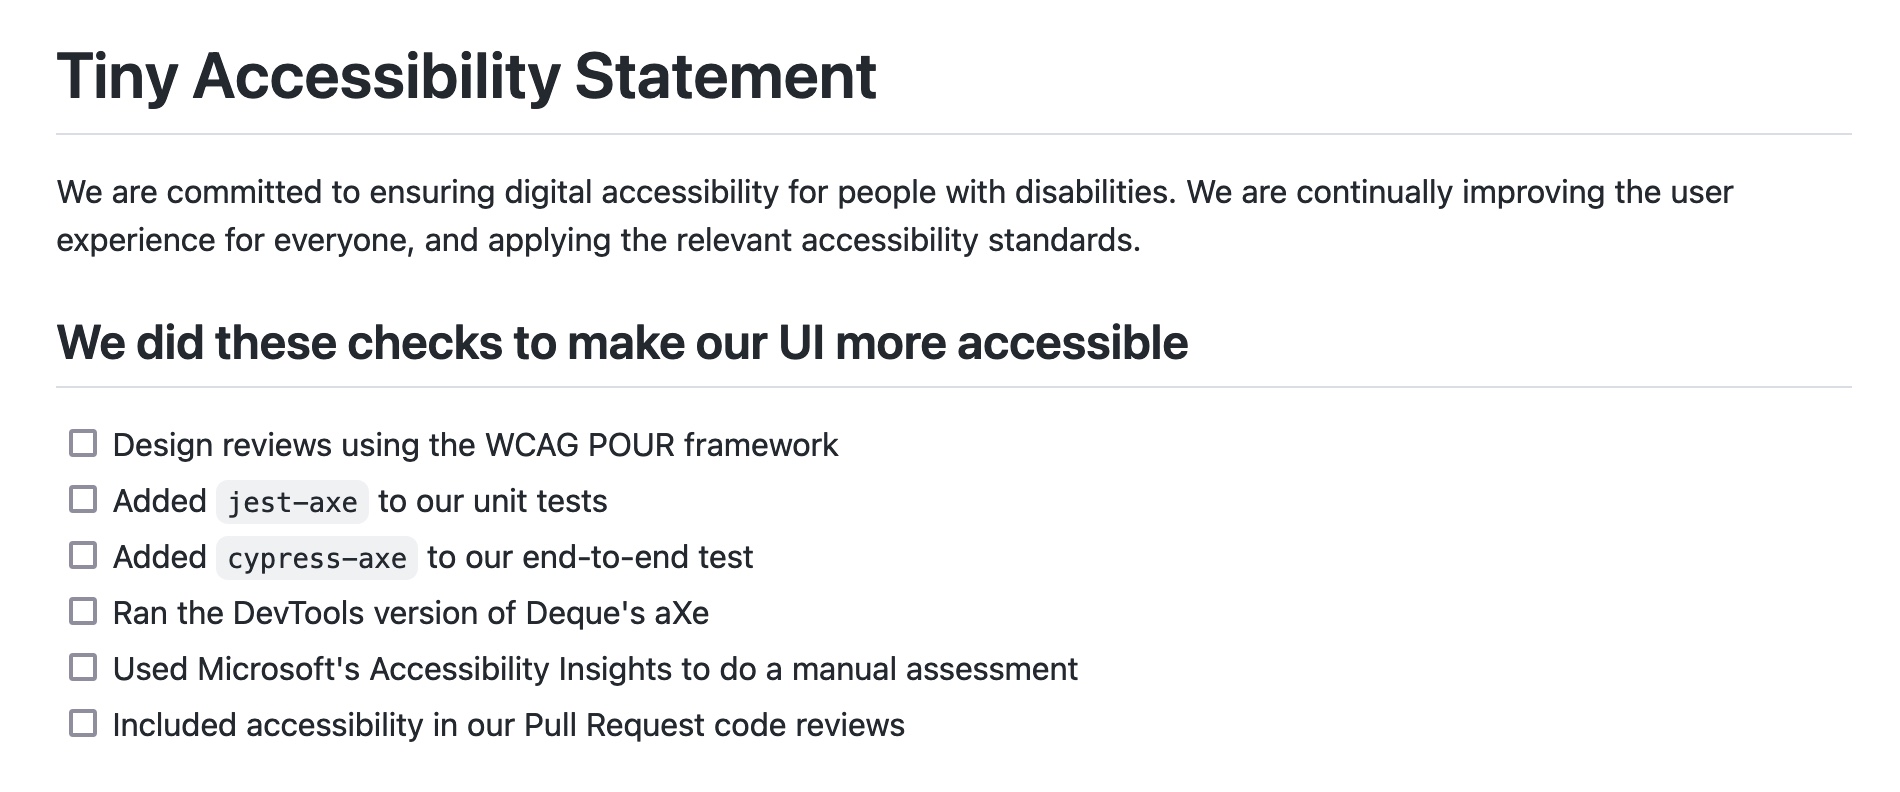 Tiny Accessibility Statement
We are committed to ensuring digital accessibility for people with disabilities. We are continually improving the user
experience for everyone, and applying the relevant accessibility standards.
We did these checks to make our UI more accessible
Design reviews using the WCAG POUR framework
Added jest-axe to our unit tests
Added cypress-axe to our end-to-end test
Ran the DevTools version of Deque's aXe
Used Microsoft's Accessibility Insights to do a manual assessment
Included accessibility in our Pull Request code reviews